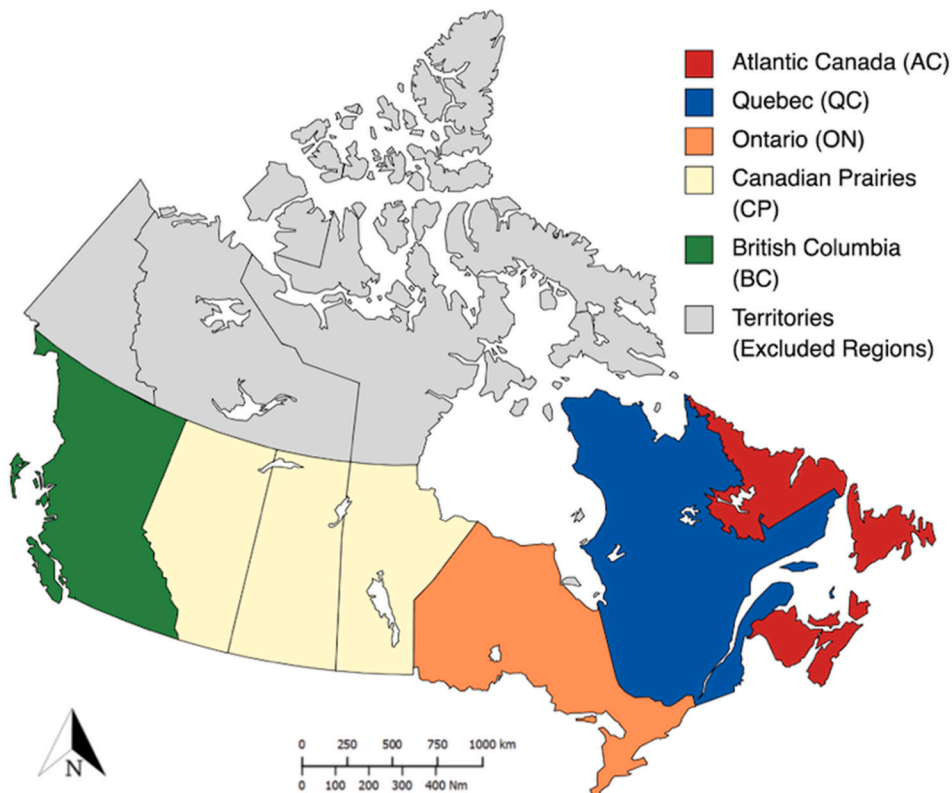 Atlantic Canada (AC)
Quebec (QC)
Ontario (ON)
Canadian Prairies
(CP)
British Columbia
(BC)
Territories
(Excluded Regions)
N
0 250 500 750 1000 km
0 100 200 300 400 Nm